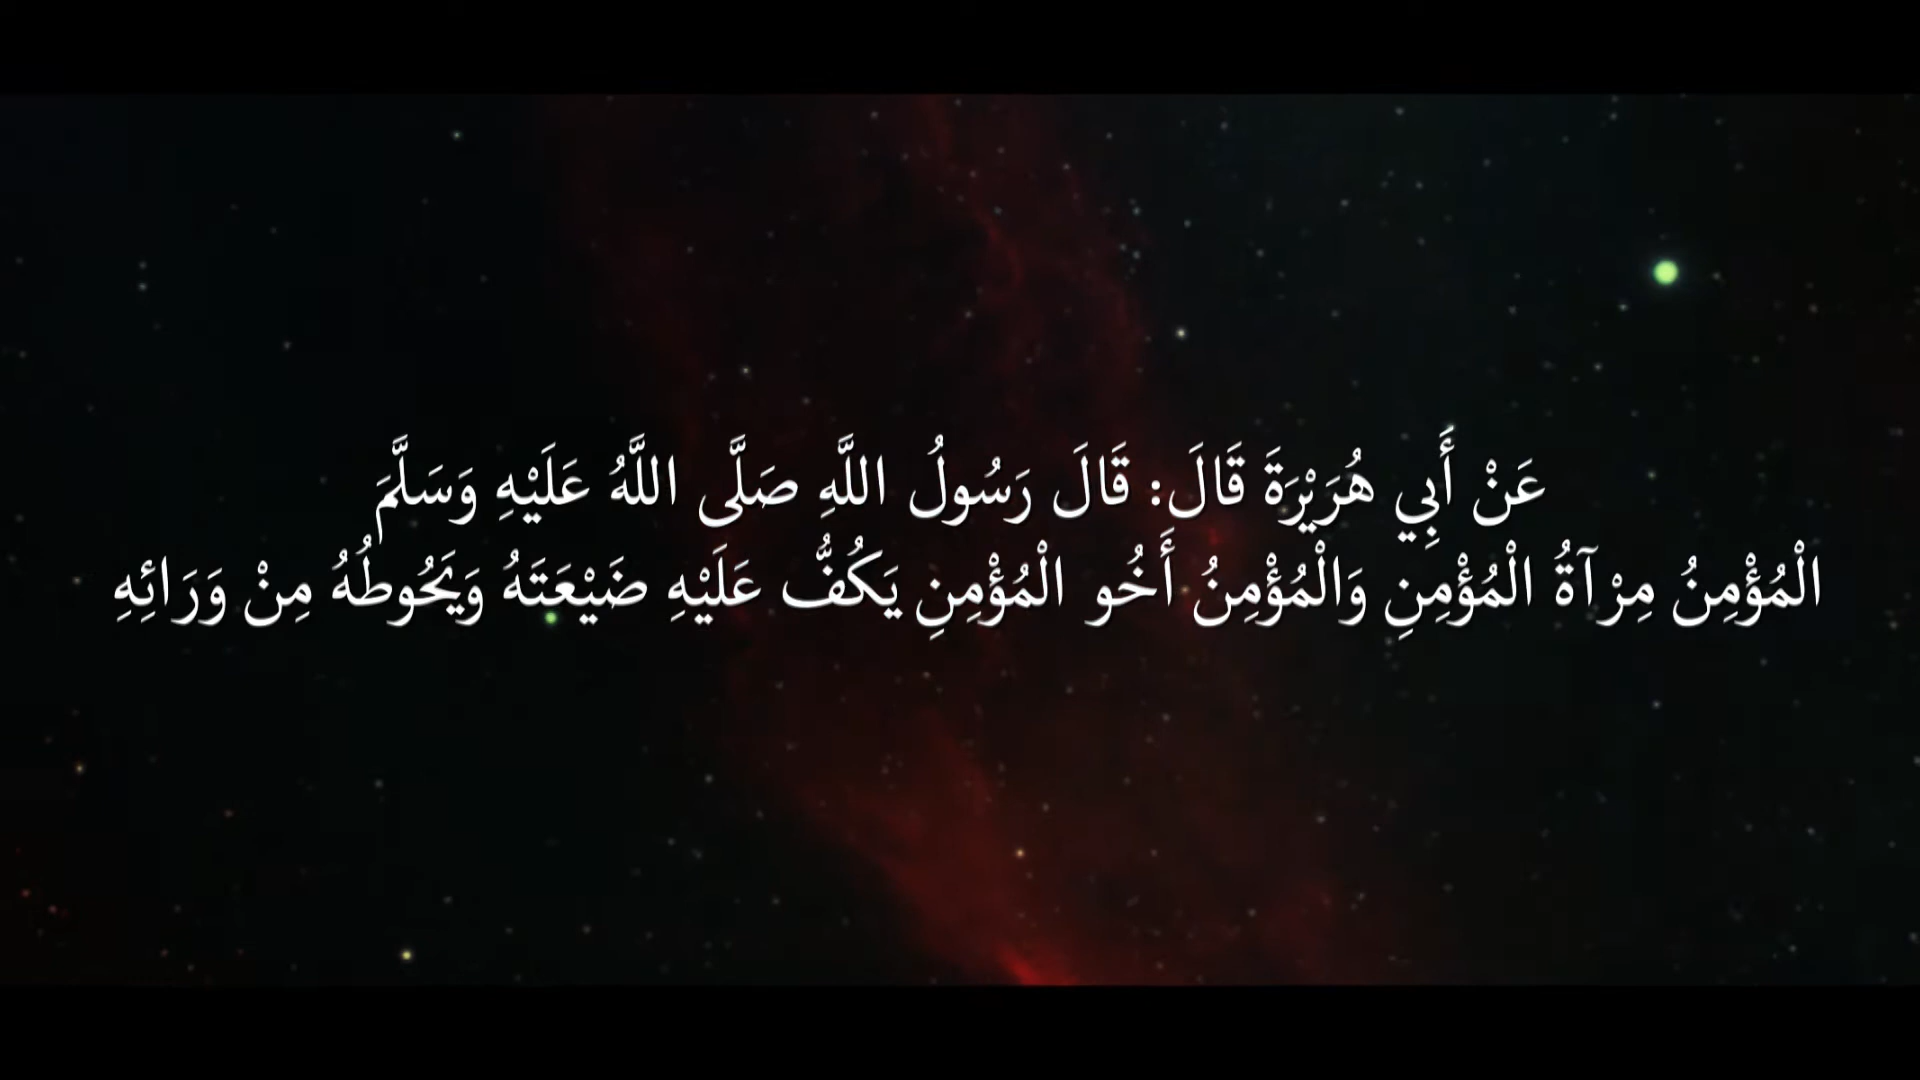 عَنْ أَبِي هُرَيْرَةَ قَالَ: قَالَ رَسُولُ اللَّهِ صَلَّى اللَّهُ عَلَيْهِ وَسَلَّمَ
الْمُؤْمِنُ مِرْآةُ الْمُؤْمِنِ وَالْمُؤْمِنُ أَخُو الْمُؤْمِنِ يَكُفُّ عَلَيْهِ ضَيْعَتَهُ وَيَحُوطُهُ مِنْ وَرَائِهِ